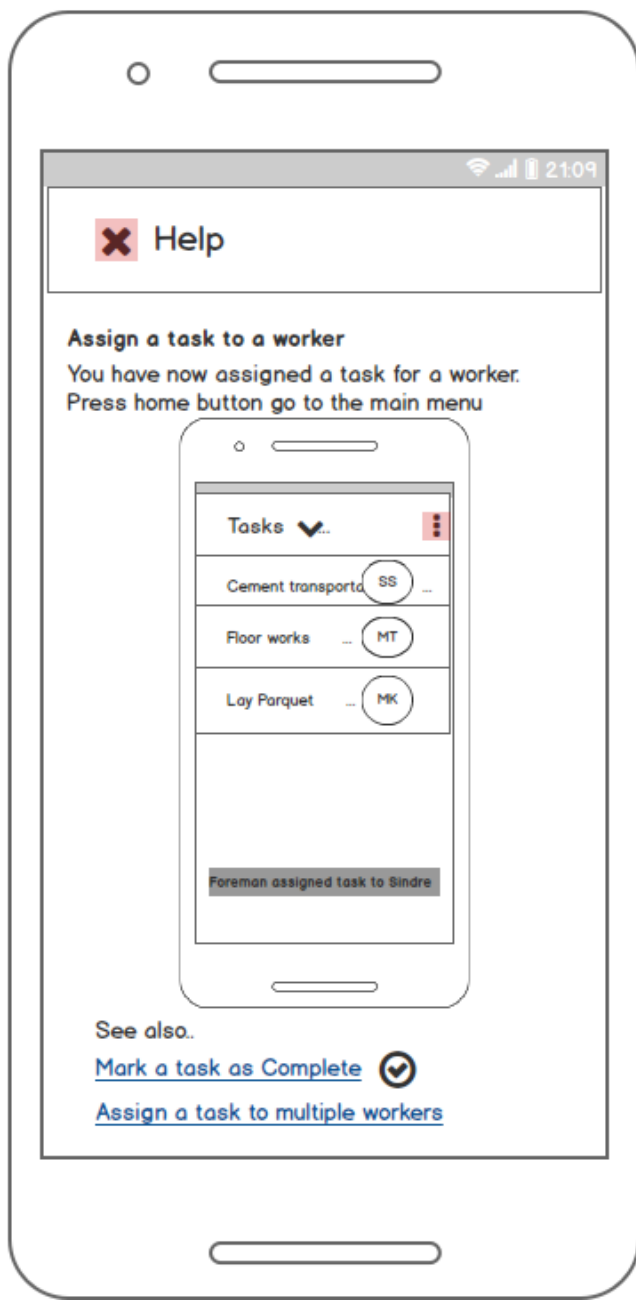 21:09
Help
Assign a task to a worker
You have now assigned a task for a worker.
Press home button go to the main menu
Tasks ...
Cement transporta SS ...
Floor works ... MT
Lay Parquet ... MK
Foreman assigned task to Sindre
See also..
Mark a task as Complete
Assign a task to multiple workers